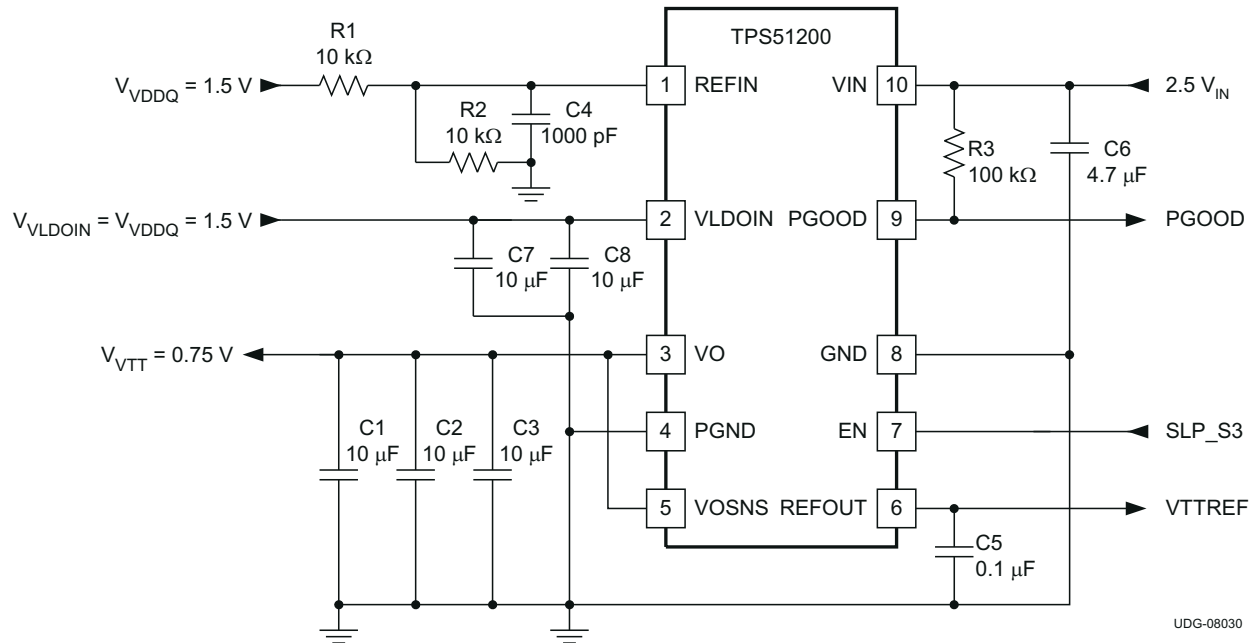 TPS51200
R1
10 kΩ
V_VDDQ = 1.5 V
1 REFIN
VIN 10
2.5 V_IN
R2
10 kΩ
C4
1000 pF
R3
100 kΩ
C6
4.7 μF
V_VLDOIN = V_VDDQ = 1.5 V
2 VLDOIN
PGOOD 9
PGOOD
C7
10 μF
C8
10 μF
V_VTT = 0.75 V
3 VO
GND 8
C1
10 μF
C2
10 μF
C3
10 μF
4 PGND
EN 7
SLP_S3
5 VOSNS
REFOUT 6
VTTREF
C5
0.1 μF
UDG-08030